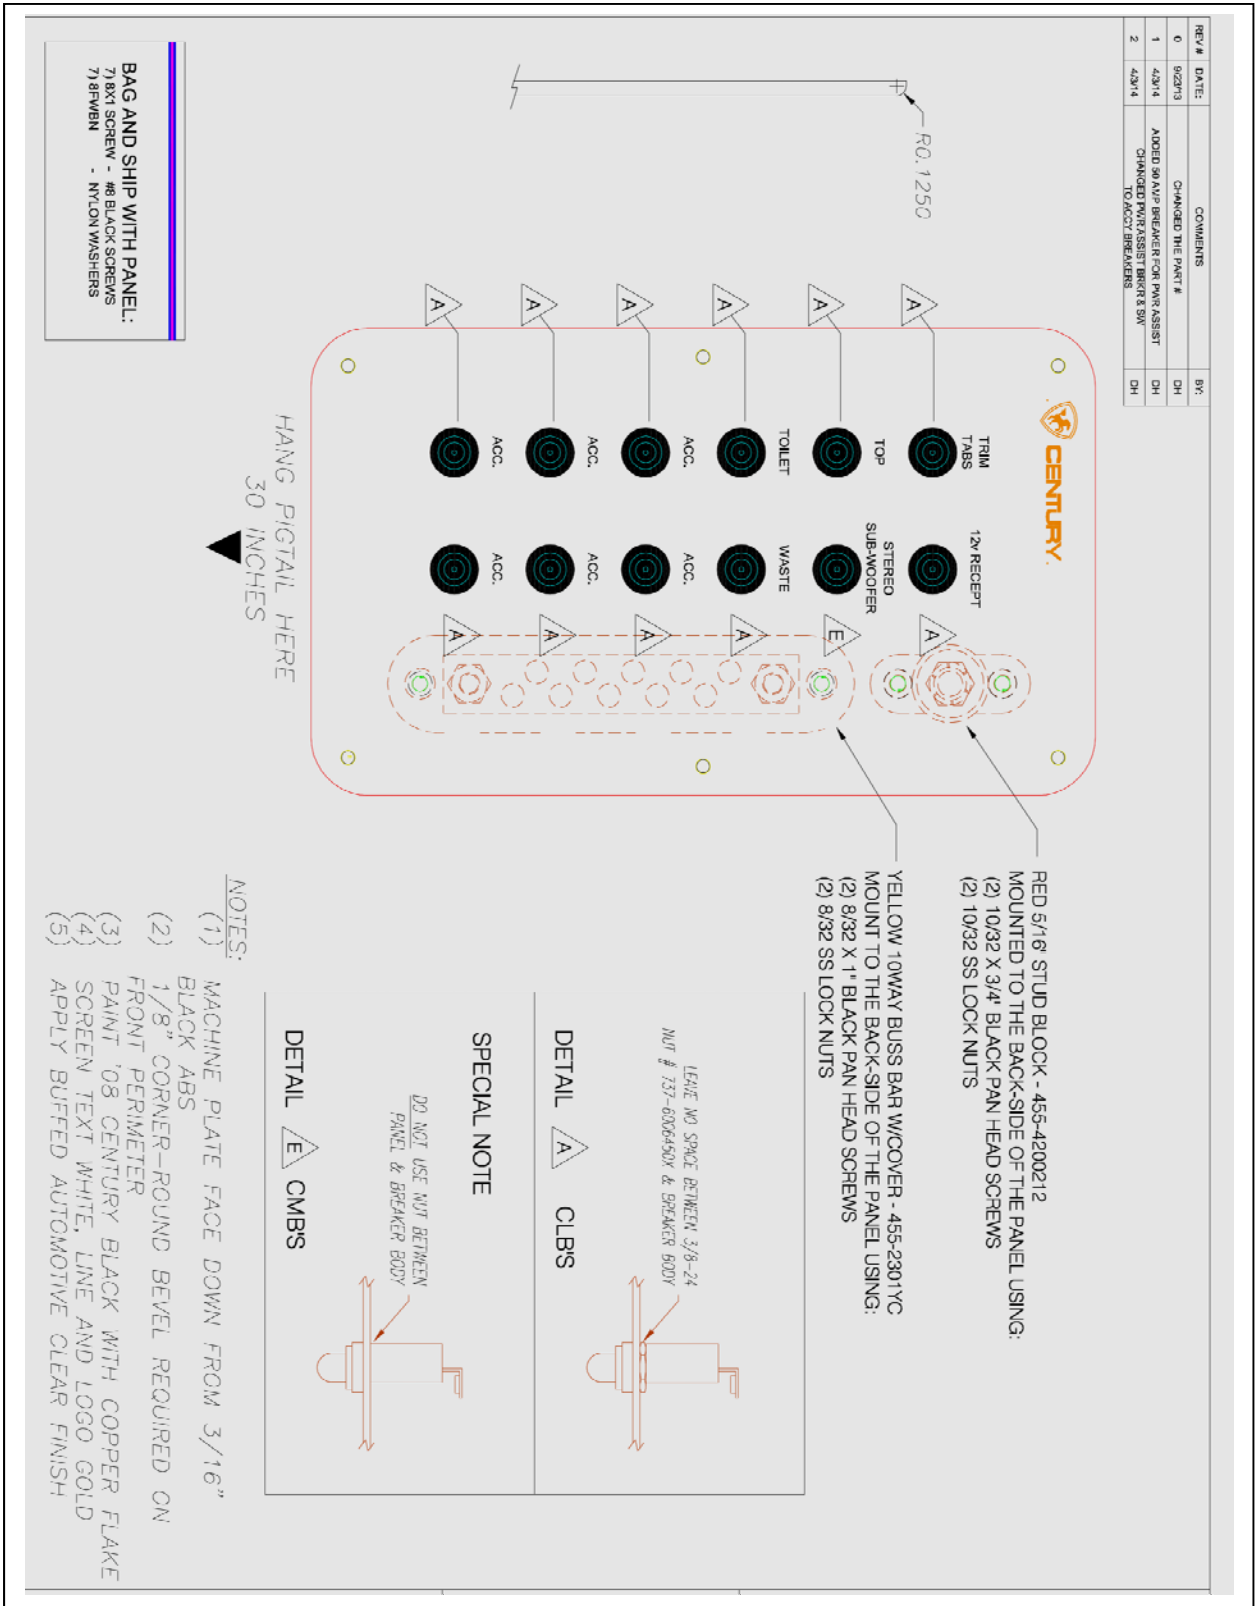 REV # DATE: COMMENTS BY:
0 9/23/13 CHANGED THE PART # DH
1 4/3/14 ADDED 50 AMP BREAKER FOR PWR ASSIST DH
2 4/3/14 CHANGED PWR ASSIST BRKR & SW DH
TO ACCY BREAKERS
R0.1250
CENTURY.
TRIM
TABS
TOP
TOILET
ACC.
ACC.
ACC.
12v RECEPT
STEREO
SUB-WOOFER
WASTE
ACC.
ACC.
ACC.
A
A
A
A
A
A
A
E
A
A
A
A
HANG PIGTAIL HERE
30 INCHES
RED 5/16' STUD BLOCK - 455-4200212
MOUNTED TO THE BACK-SIDE OF THE PANEL USING:
(2) 10/32 X 3/4' BLACK PAN HEAD SCREWS
(2) 10/32 SS LOCK NUTS
YELLOW 10WAY BUSS BAR W/COVER - 455-2301YC
MOUNT TO THE BACK-SIDE OF THE PANEL USING:
(2) 8/32 X 1" BLACK PAN HEAD SCREWS
(2) 8/32 SS LOCK NUTS
LEAVE NO SPACE BETWEEN 3/8-24
NUT # 737-6006450X & BREAKER BODY
DETAIL A CLB'S
SPECIAL NOTE
DO NOT USE NUT BETWEEN
PANEL & BREAKER BODY
DETAIL E CMB'S
NOTES:
(1) MACHINE PLATE FACE DOWN FROM 3/16"
BLACK ABS
(2) 1/8" CORNER-ROUND BEVEL REQUIRED ON
FRONT PERIMETER
(3) PAINT '08 CENTURY BLACK WITH COPPER FLAKE
(4) SCREEN TEXT WHITE, LINE AND LOGO GOLD
(5) APPLY BUFFED AUTOMOTIVE CLEAR FINISH
BAG AND SHIP WITH PANEL:
7) 8X1 SCREW - #8 BLACK SCREWS
7) 8FWBN - NYLON WASHERS